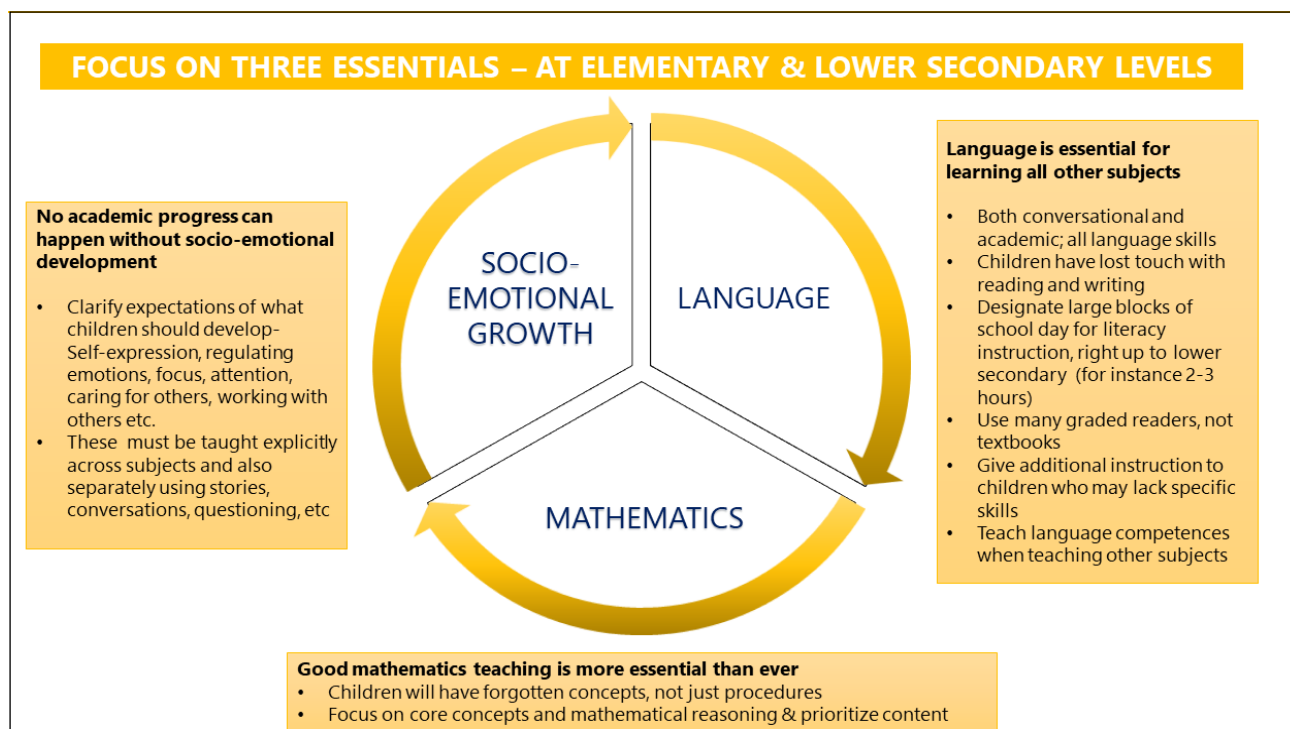 FOCUS ON THREE ESSENTIALS – AT ELEMENTARY & LOWER SECONDARY LEVELS
No academic progress can
happen without socio-emotional
development
• Clarify expectations of what
children should develop-
Self-expression, regulating
emotions, focus, attention,
caring for others, working with
others etc.
• These must be taught explicitly
across subjects and also
separately using stories,
conversations, questioning, etc
SOCIO-
EMOTIONAL
GROWTH
LANGUAGE
MATHEMATICS
Language is essential for
learning all other subjects
• Both conversational and
academic; all language skills
• Children have lost touch with
reading and writing
• Designate large blocks of
school day for literacy
instruction, right up to lower
secondary (for instance 2-3
hours)
• Use many graded readers, not
textbooks
• Give additional instruction to
children who may lack specific
skills
• Teach language competences
when teaching other subjects
Good mathematics teaching is more essential than ever
• Children will have forgotten concepts, not just procedures
• Focus on core concepts and mathematical reasoning & prioritize content